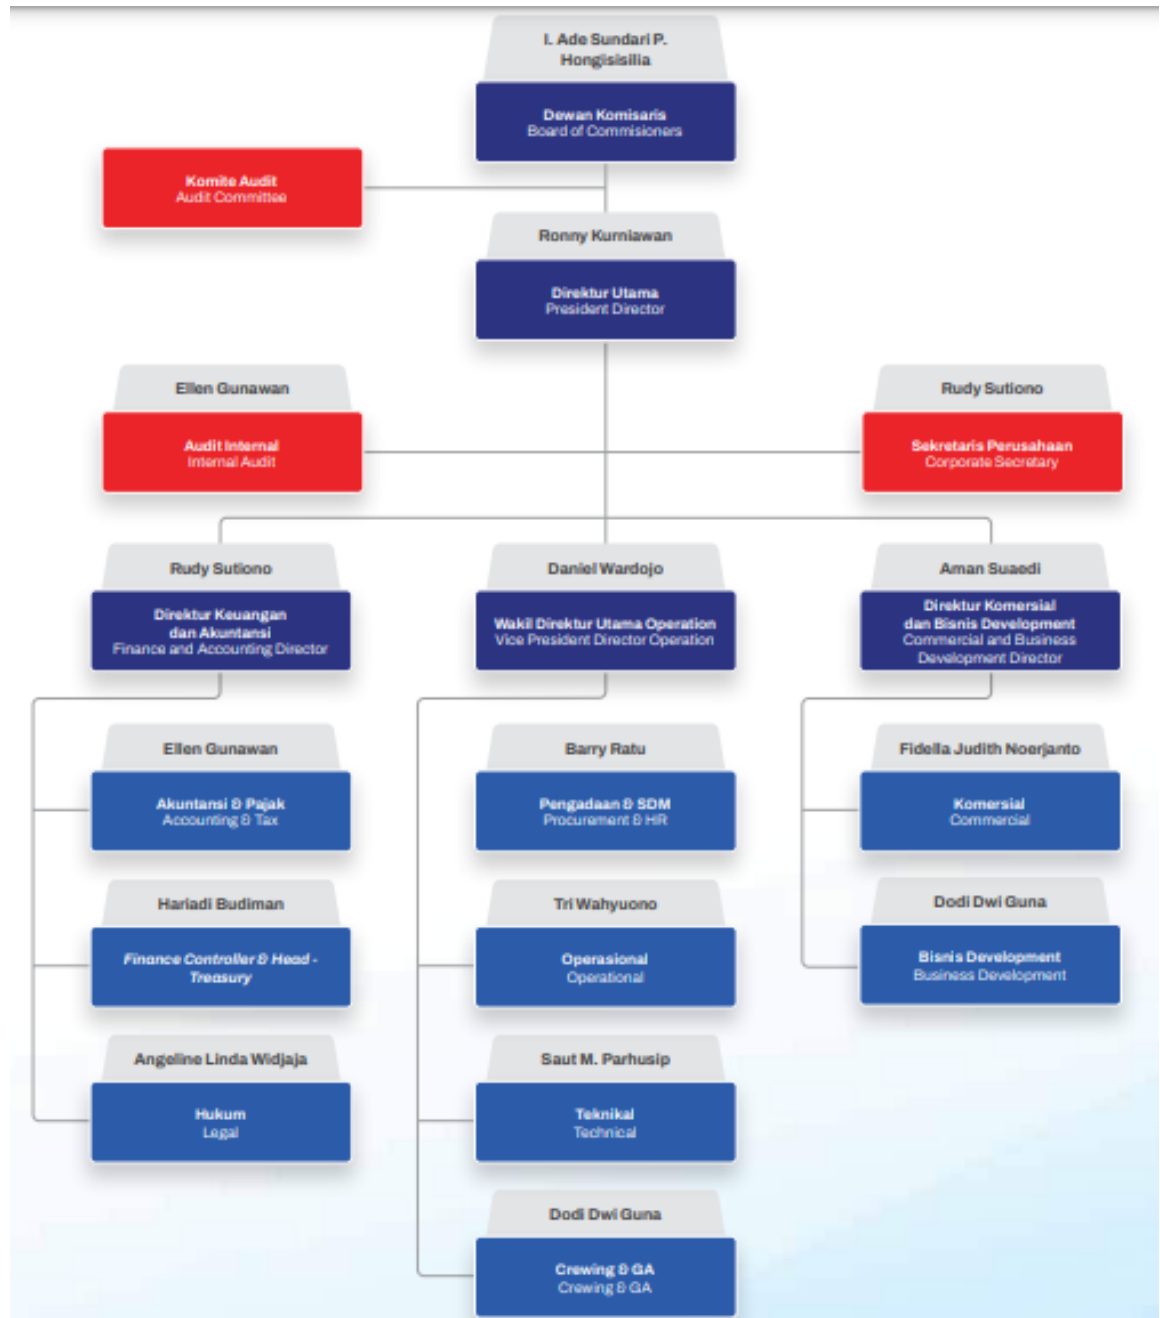 I. Ade Sundari P.
Hongisisilia
Dewan Komisaris
Board of Commisioners
Komite Audit
Audit Committee
Ronny Kurniawan
Direktur Utama
President Director
Ellen Gunawan
Audit Internal
Internal Audit
Rudy Sutiono
Sekretaris Perusahaan
Corporate Secretary
Rudy Sutiono
Direktur Keuangan
dan Akuntansi
Finance and Accounting Director
Daniel Wardojo
Wakil Direktur Utama Operation
Vice President Director Operation
Aman Suaedi
Direktur Komersial
dan Bisnis Development
Commercial and Business
Development Director
Ellen Gunawan
Akuntansi & Pajak
Accounting & Tax
Hariadi Budiman
Finance Controller & Head -
Treasury
Angeline Linda Widjaja
Hukum
Legal
Barry Ratu
Pengadaan & SDM
Procurement & HR
Tri Wahyuono
Operasional
Operational
Saut M. Parhusip
Teknikal
Technical
Dodi Dwi Guna
Crewing & GA
Crewing & GA
Fidella Judith Noerjanto
Komersial
Commercial
Dodi Dwi Guna
Bisnis Development
Business Development